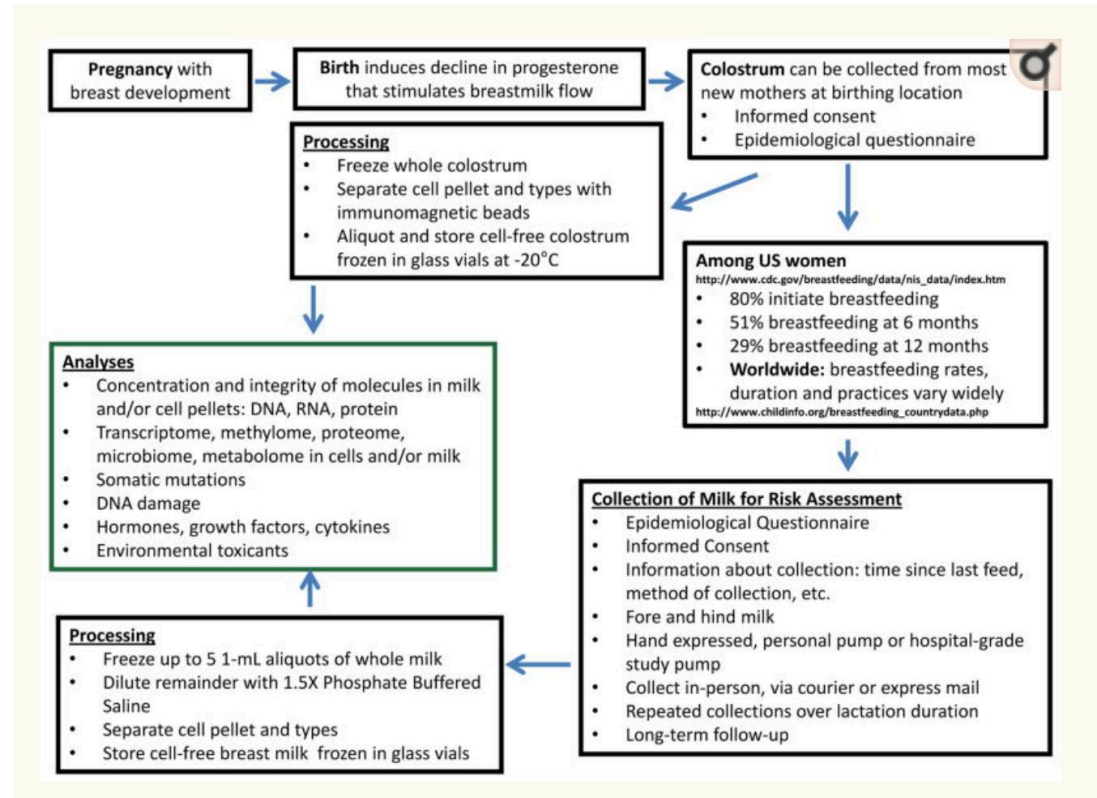 Pregnancy with
breast development
Birth induces decline in progesterone
that stimulates breastmilk flow
Colostrum can be collected from most
new mothers at birthing location
• Informed consent
• Epidemiological questionnaire
Processing
• Freeze whole colostrum
• Separate cell pellet and types with
immunomagnetic beads
• Aliquot and store cell-free colostrum
frozen in glass vials at -20°C
Among US women
http://www.cdc.gov/breastfeeding/data/nis_data/index.htm
• 80% initiate breastfeeding
• 51% breastfeeding at 6 months
• 29% breastfeeding at 12 months
• Worldwide: breastfeeding rates,
duration and practices vary widely
http://www.childinfo.org/breastfeeding_countrydata.php
Analyses
• Concentration and integrity of molecules in milk
and/or cell pellets: DNA, RNA, protein
• Transcriptome, methylome, proteome,
microbiome, metabolome in cells and/or milk
• Somatic mutations
• DNA damage
• Hormones, growth factors, cytokines
• Environmental toxicants
Collection of Milk for Risk Assessment
• Epidemiological Questionnaire
• Informed Consent
• Information about collection: time since last feed,
method of collection, etc.
• Fore and hind milk
• Hand expressed, personal pump or hospital-grade
study pump
• Collect in-person, via courier or express mail
• Repeated collections over lactation duration
• Long-term follow-up
Processing
• Freeze up to 5 1-mL aliquots of whole milk
• Dilute remainder with 1.5X Phosphate Buffered
Saline
• Separate cell pellet and types
• Store cell-free breast milk frozen in glass vials